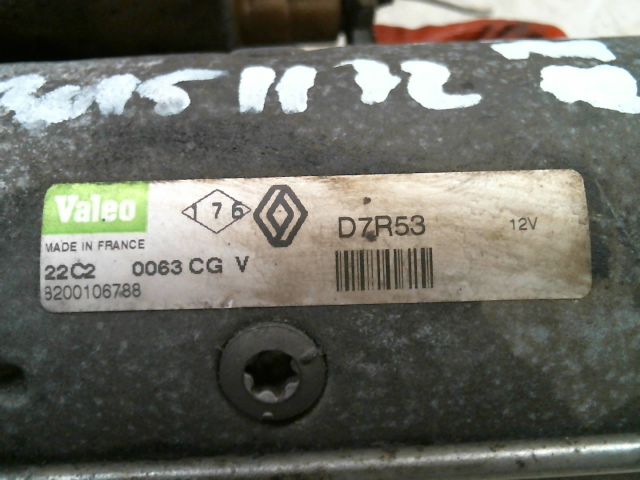 Valeo
176
D7R53
12V
MADE IN FRANCE
22C2 0063 CG V
8200106788